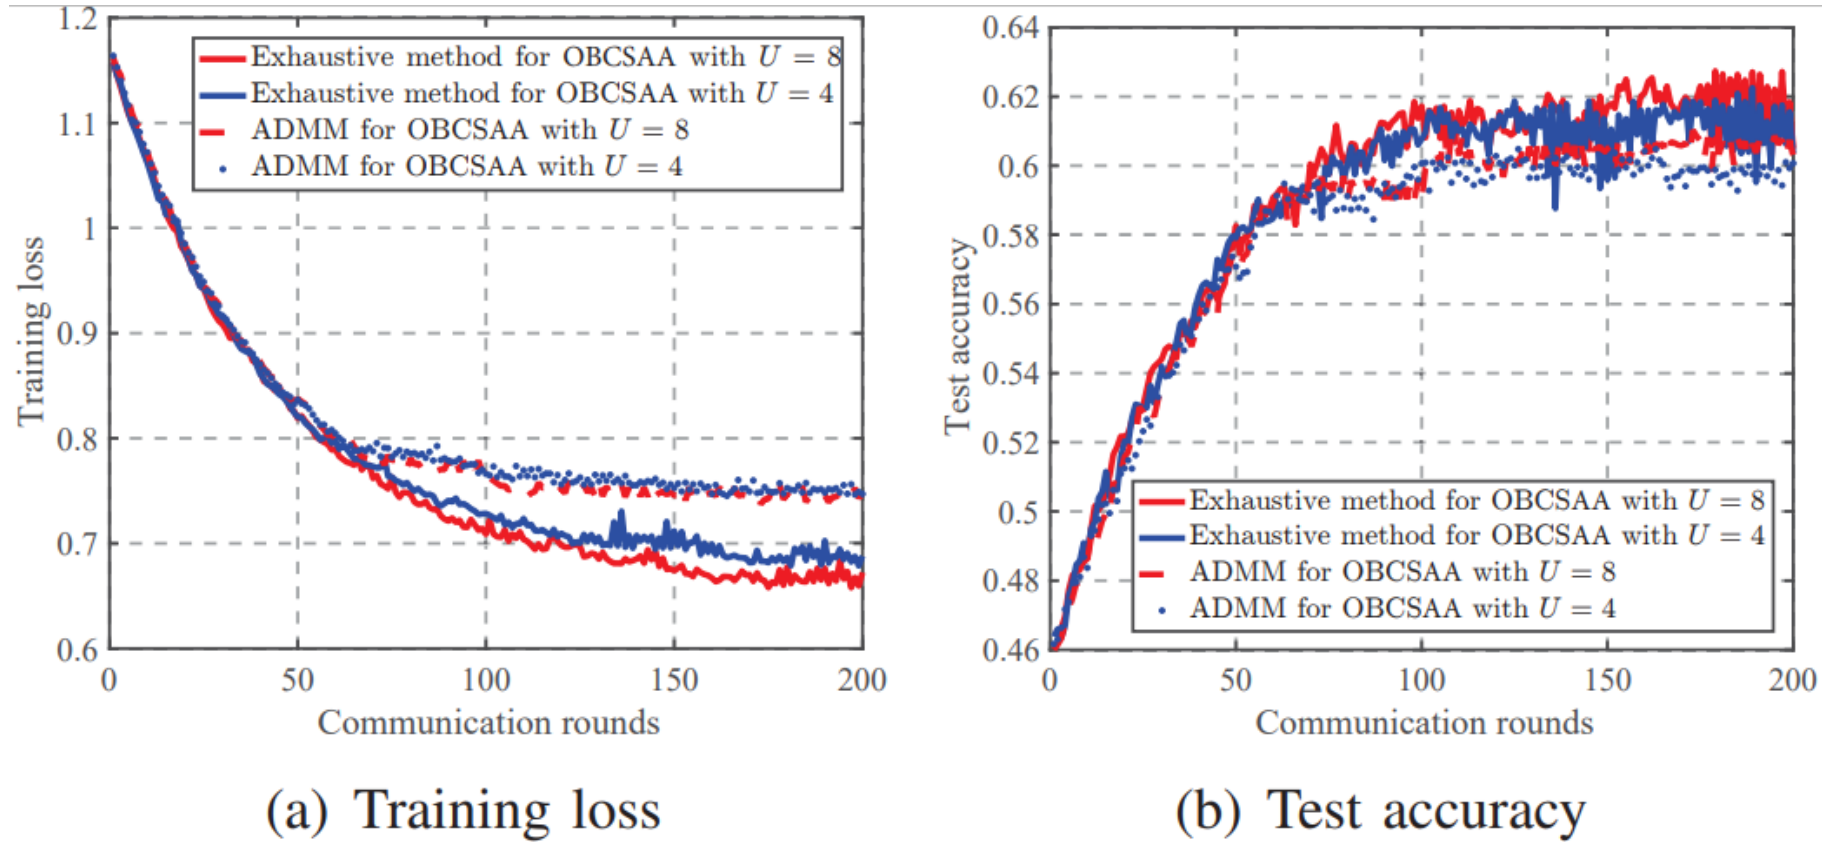 1.2
1.1
1
0.9
0.8
0.7
0.6
Training loss
Exhaustive method for OBCSAA with U = 8
Exhaustive method for OBCSAA with U = 4
ADMM for OBCSAA with U = 8
ADMM for OBCSAA with U = 4
0 50 100 150 200
Communication rounds
(a) Training loss
0.64
0.62
0.6
0.58
0.56
0.54
0.52
0.5
0.48
0.46
Test accuracy
Exhaustive method for OBCSAA with U = 8
Exhaustive method for OBCSAA with U = 4
ADMM for OBCSAA with U = 8
ADMM for OBCSAA with U = 4
0 50 100 150 200
Communication rounds
(b) Test accuracy